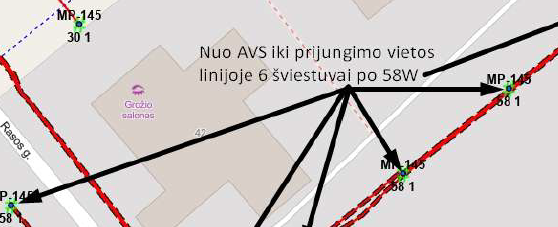 MP-145
30 1
Nuo AVS iki prijungimo vietos
linijoje 6 šviestuvai po 58W
MP-145
58 1
Grožio
salonas
42
Rasos g.
MP-145
58 1
P-145
58 1